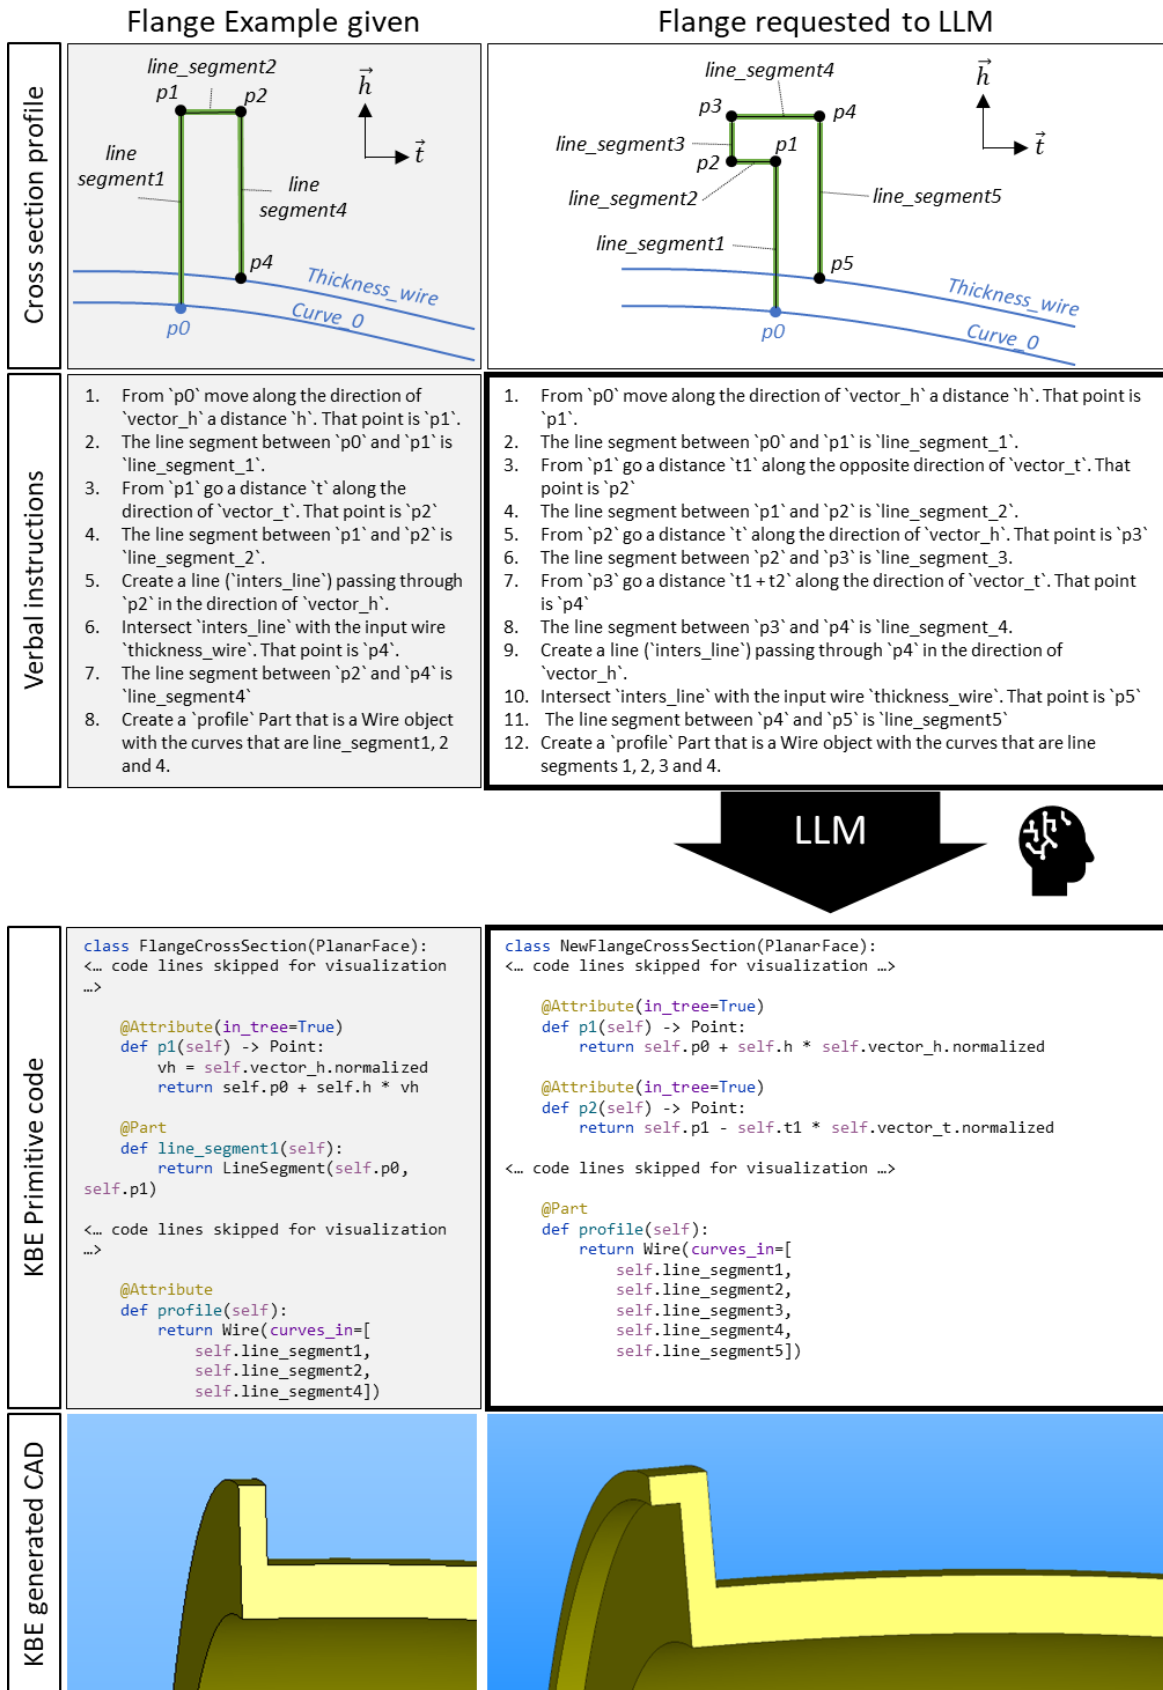 Flange Example given
Flange requested to LLM
Cross section profile
line_segment2
p1
p2
h
t
line
segment1
line
segment4
p4
Thickness_wire
Curve_0
p0
line_segment4
p3
p4
h
t
line_segment3
p1
p2
line_segment2
line_segment5
line_segment1
p5
Thickness_wire
Curve_0
p0
Verbal instructions
1. From `p0` move along the direction of
`vector_h` a distance `h`. That point is `p1`.
2. The line segment between `p0` and `p1` is
`line_segment_1`.
3. From `p1` go a distance `t` along the
direction of `vector_t`. That point is `p2`
4. The line segment between `p1` and `p2` is
`line_segment_2`.
5. Create a line (`inters_line`) passing through
`p2` in the direction of `vector_h`.
6. Intersect `inters_line` with the input wire
`thickness_wire`. That point is `p4`.
7. The line segment between `p2` and `p4` is
`line_segment4`
8. Create a `profile` Part that is a Wire object
with the curves that are line_segment1, 2
and 4.
1. From `p0` move along the direction of `vector_h` a distance `h`. That point is
`p1`.
2. The line segment between `p0` and `p1` is `line_segment_1`.
3. From `p1` go a distance `t1` along the opposite direction of `vector_t`. That
point is `p2`
4. The line segment between `p1` and `p2` is `line_segment_2`.
5. From `p2` go a distance `t` along the direction of `vector_h`. That point is `p3`
6. The line segment between `p2` and `p3` is `line_segment_3.
7. From `p3` go a distance `t1 + t2` along the direction of `vector_t`. That point
is `p4`
8. The line segment between `p3` and `p4` is `line_segment_4.
9. Create a line (`inters_line`) passing through `p4` in the direction of
`vector_h`.
10. Intersect `inters_line` with the input wire `thickness_wire`. That point is `p5`
11. The line segment between `p4` and `p5` is `line_segment5`
12. Create a `profile` Part that is a Wire object with the curves that are line
segments 1, 2, 3 and 4.
LLM
KBE Primitive code
class FlangeCrossSection(PlanarFace):
<… code lines skipped for visualization
…>
@Attribute(in_tree=True)
def p1(self) -> Point:
vh = self.vector_h.normalized
return self.p0 + self.h * vh
@Part
def line_segment1(self):
return LineSegment(self.p0,
self.p1)
<… code lines skipped for visualization
…>
@Attribute
def profile(self):
return Wire(curves_in=[
self.line_segment1,
self.line_segment2,
self.line_segment4])
class NewFlangeCrossSection(PlanarFace):
<… code lines skipped for visualization …>
@Attribute(in_tree=True)
def p1(self) -> Point:
return self.p0 + self.h * self.vector_h.normalized
@Attribute(in_tree=True)
def p2(self) -> Point:
return self.p1 - self.t1 * self.vector_t.normalized
<… code lines skipped for visualization …>
@Part
def profile(self):
return Wire(curves_in=[
self.line_segment1,
self.line_segment2,
self.line_segment3,
self.line_segment4,
self.line_segment5])
KBE generated CAD